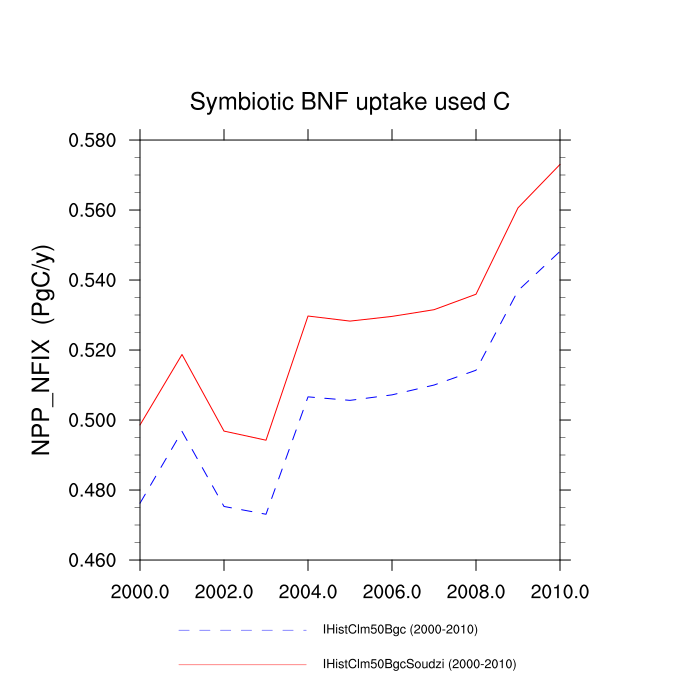 Symbiotic BNF uptake used C
0.580
0.560
0.540
0.520
0.500
0.480
0.460
NPP_NFIX (PgC/y)
2000.0 2002.0 2004.0 2006.0 2008.0 2010.0
IHistClm50Bgc (2000-2010)
IHistClm50BgcSoudzi (2000-2010)